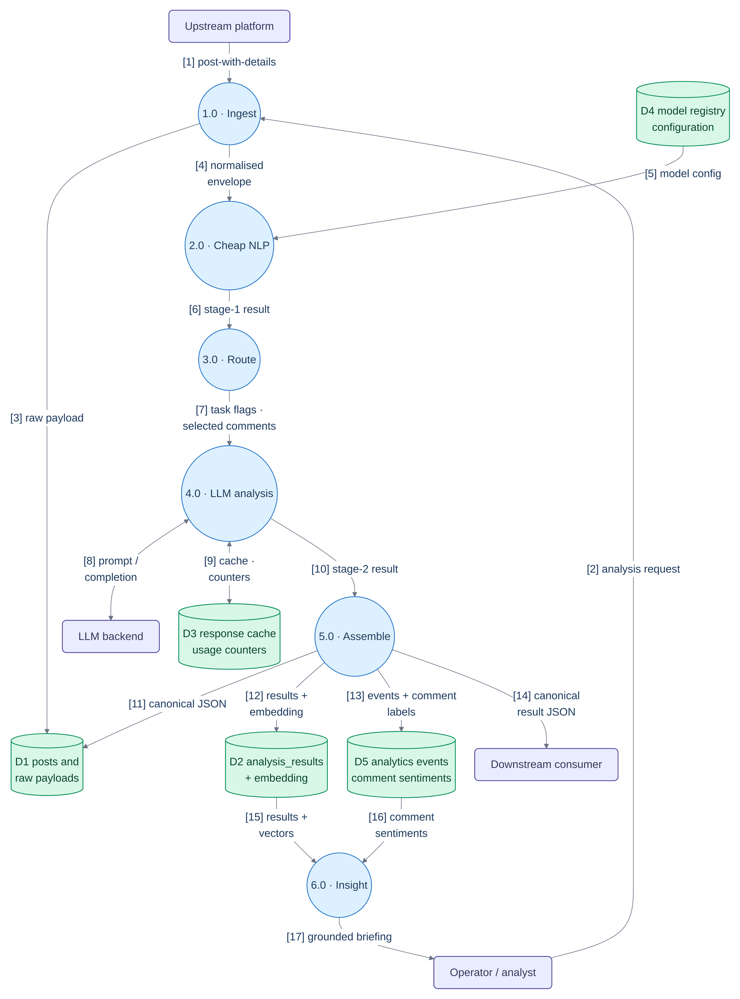 Upstream platform
[1] post-with-details
1.0 · Ingest
D4 model registry
configuration
[4] normalised
envelope
[5] model config
2.0 · Cheap NLP
[6] stage-1 result
3.0 · Route
[7] task flags ·
selected comments
[3] raw payload
4.0 · LLM analysis
[8] prompt /
completion
[9] cache ·
counters
[10] stage-2 result
[2] analysis request
LLM backend
D3 response cache
usage counters
5.0 · Assemble
[11] canonical JSON
[12] results +
embedding
[13] events + comment
labels
[14] canonical
result JSON
D1 posts and
raw payloads
D2 analysis_results
+ embedding
D5 analytics events
comment sentiments
Downstream consumer
[15] results +
vectors
[16] comment
sentiments
6.0 · Insight
[17] grounded briefing
Operator / analyst